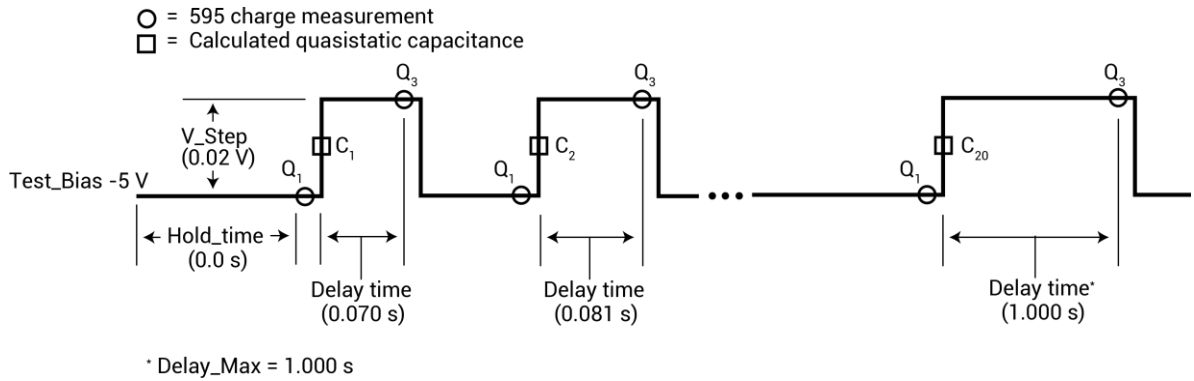 ○ = 595 charge measurement
□ = Calculated quasistatic capacitance
Q3
Q3
Q3
V_Step
(0.02 V)
C1
C2
C20
Q1
Q1
Q1
Test_Bias -5 V
Hold_time
(0.0 s)
Delay time
(0.070 s)
Delay time
(0.081 s)
Delay time*
(1.000 s)
* Delay_Max = 1.000 s